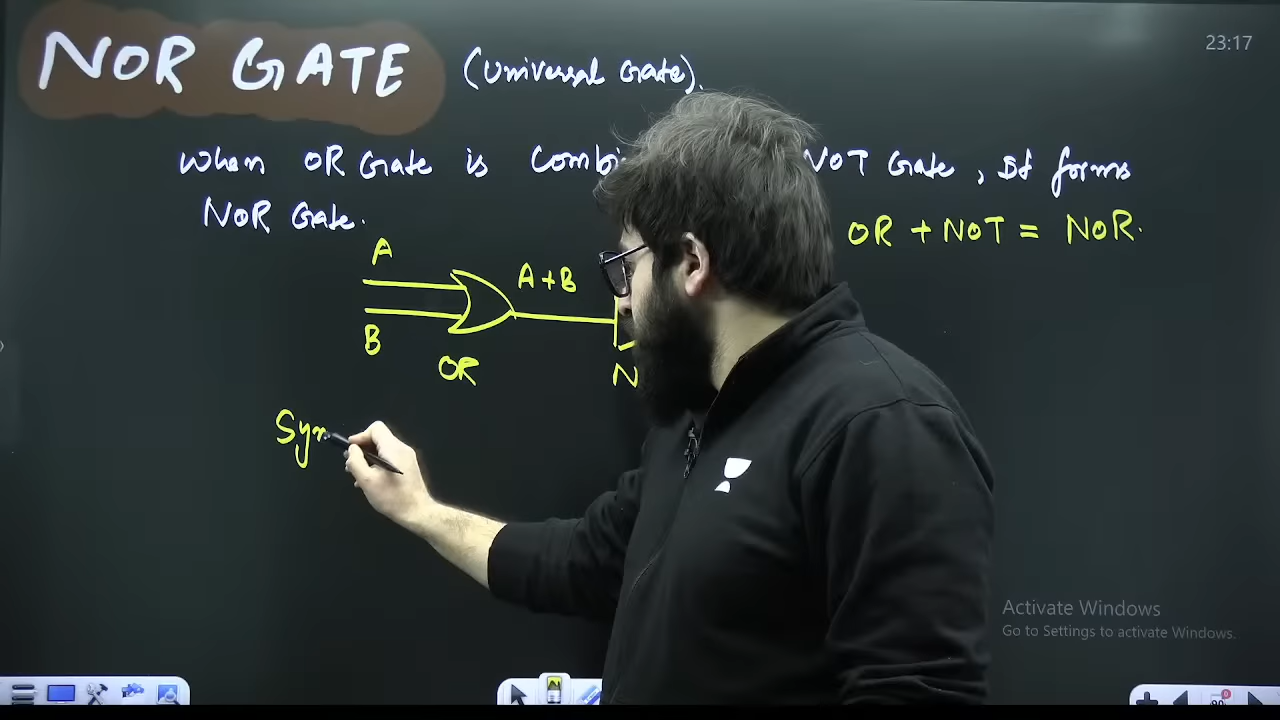 23:17
NOR GATE (Universal Gate).
When OR Gate is Combi NOT Gate, It forms
NOR Gate.
OR + NOT = NOR.
A
A+B
B
OR
N
Sym
Activate Windows
Go to Settings to activate Windows.